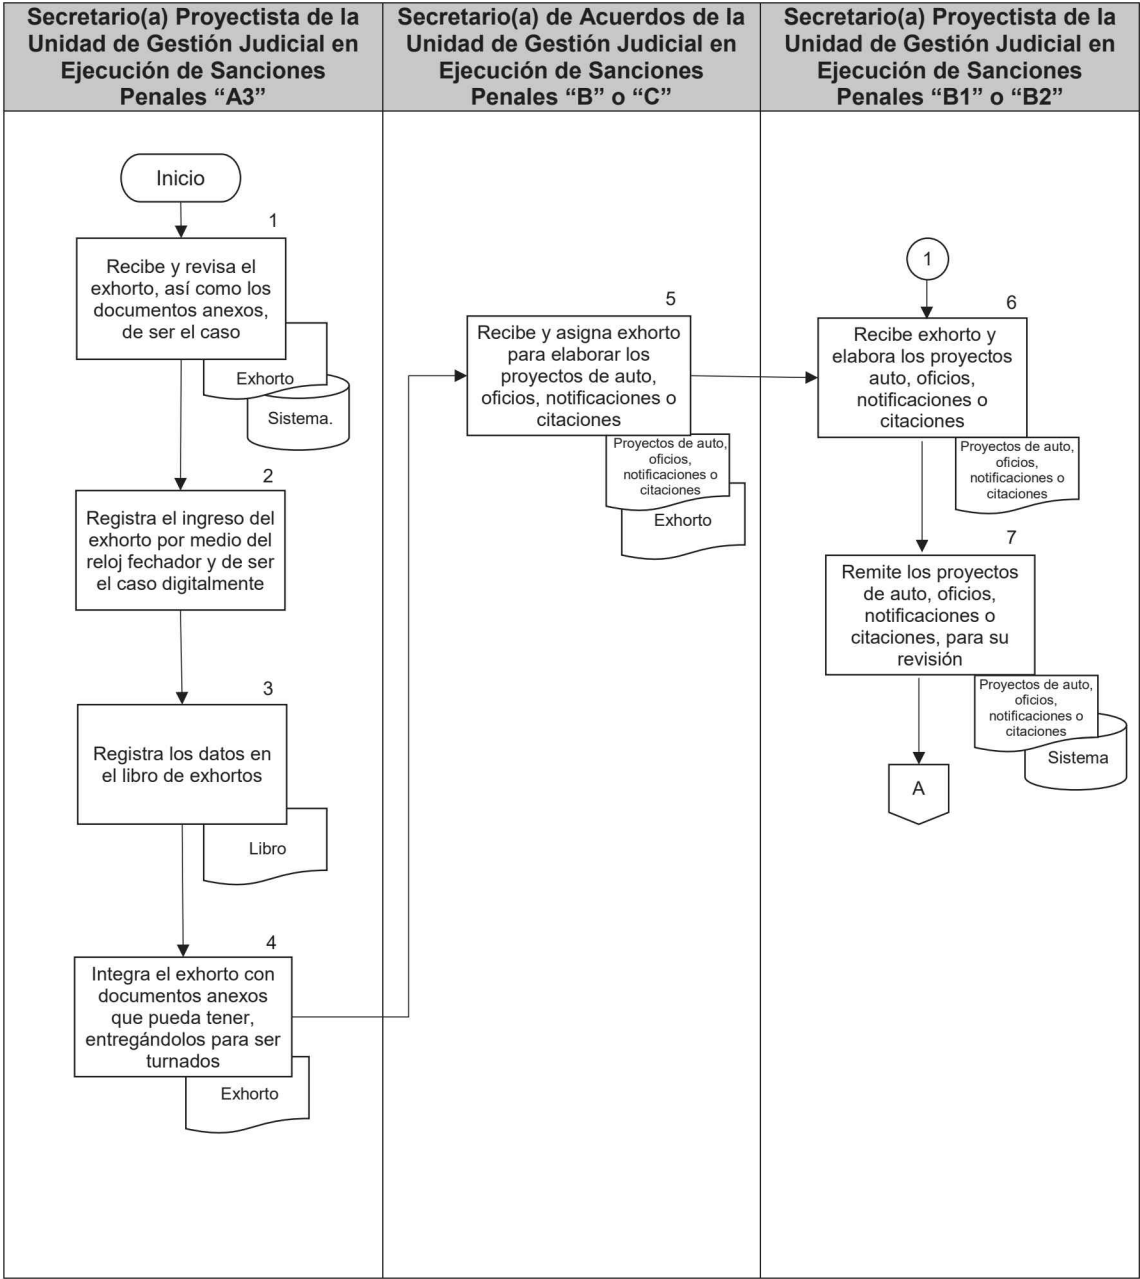 Secretario(a) Proyectista de la
Unidad de Gestión Judicial en
Ejecución de Sanciones
Penales “A3”
Secretario(a) de Acuerdos de la
Unidad de Gestión Judicial en
Ejecución de Sanciones
Penales “B” o “C”
Secretario(a) Proyectista de la
Unidad de Gestión Judicial en
Ejecución de Sanciones
Penales “B1” o “B2”
Inicio
1
Recibe y revisa el
exhorto, así como los
documentos anexos,
de ser el caso
Exhorto
Sistema.
2
Registra el ingreso del
exhorto por medio del
reloj fechador y de ser
el caso digitalmente
3
Registra los datos en
el libro de exhortos
Libro
4
Integra el exhorto con
documentos anexos
que pueda tener,
entregándolos para ser
turnados
Exhorto
5
Recibe y asigna exhorto
para elaborar los
proyectos de auto,
oficios, notificaciones o
citaciones
Proyectos de auto,
oficios,
notificaciones o
citaciones
Exhorto
1
6
Recibe exhorto y
elabora los proyectos
auto, oficios,
notificaciones o
citaciones
Proyectos de auto,
oficios,
notificaciones o
citaciones
7
Remite los proyectos
de auto, oficios,
notificaciones o
citaciones, para su
revisión
Proyectos de auto,
oficios,
notificaciones o
citaciones
Sistema
A